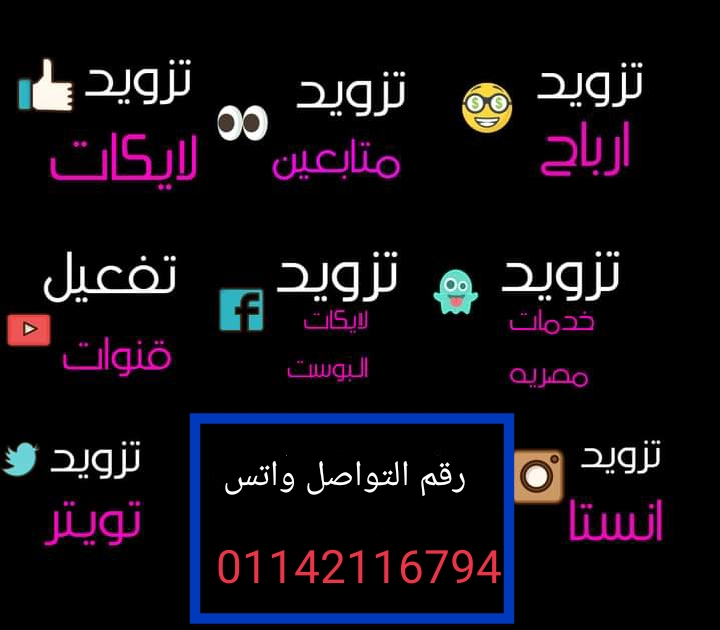 تزويد
ارباح
تزويد
متابعين
تزويد
لايكات
تزويد
خدمات
مصريه
تزويد
لايكات
البوست
تفعيل
قنوات
تزويد
انستا
رقم التواصل واتس
01142116794
تزويد
تويتر